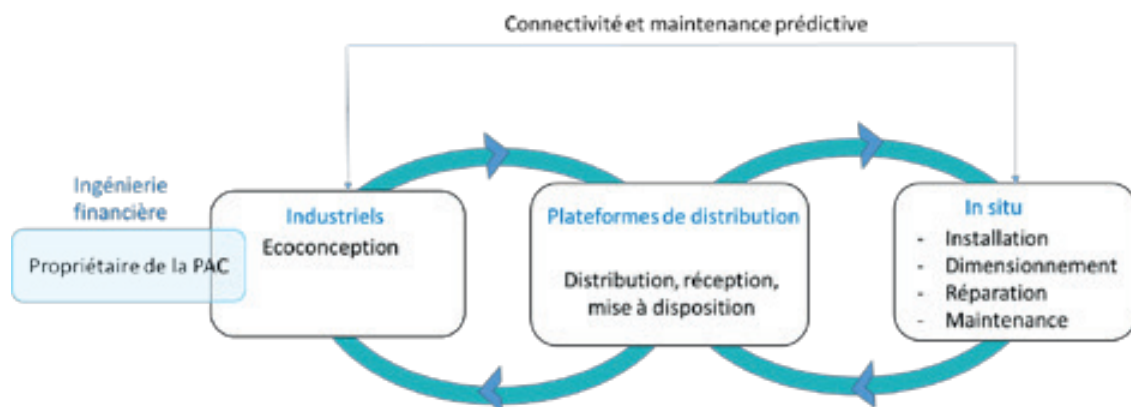 Connectivité et maintenance prédictive
Ingénierie
financière
Propriétaire de la PAC
Industriels
Ecoconception
Plateformes de distribution
Distribution, réception,
mise à disposition
In situ
- Installation
- Dimensionnement
- Réparation
- Maintenance